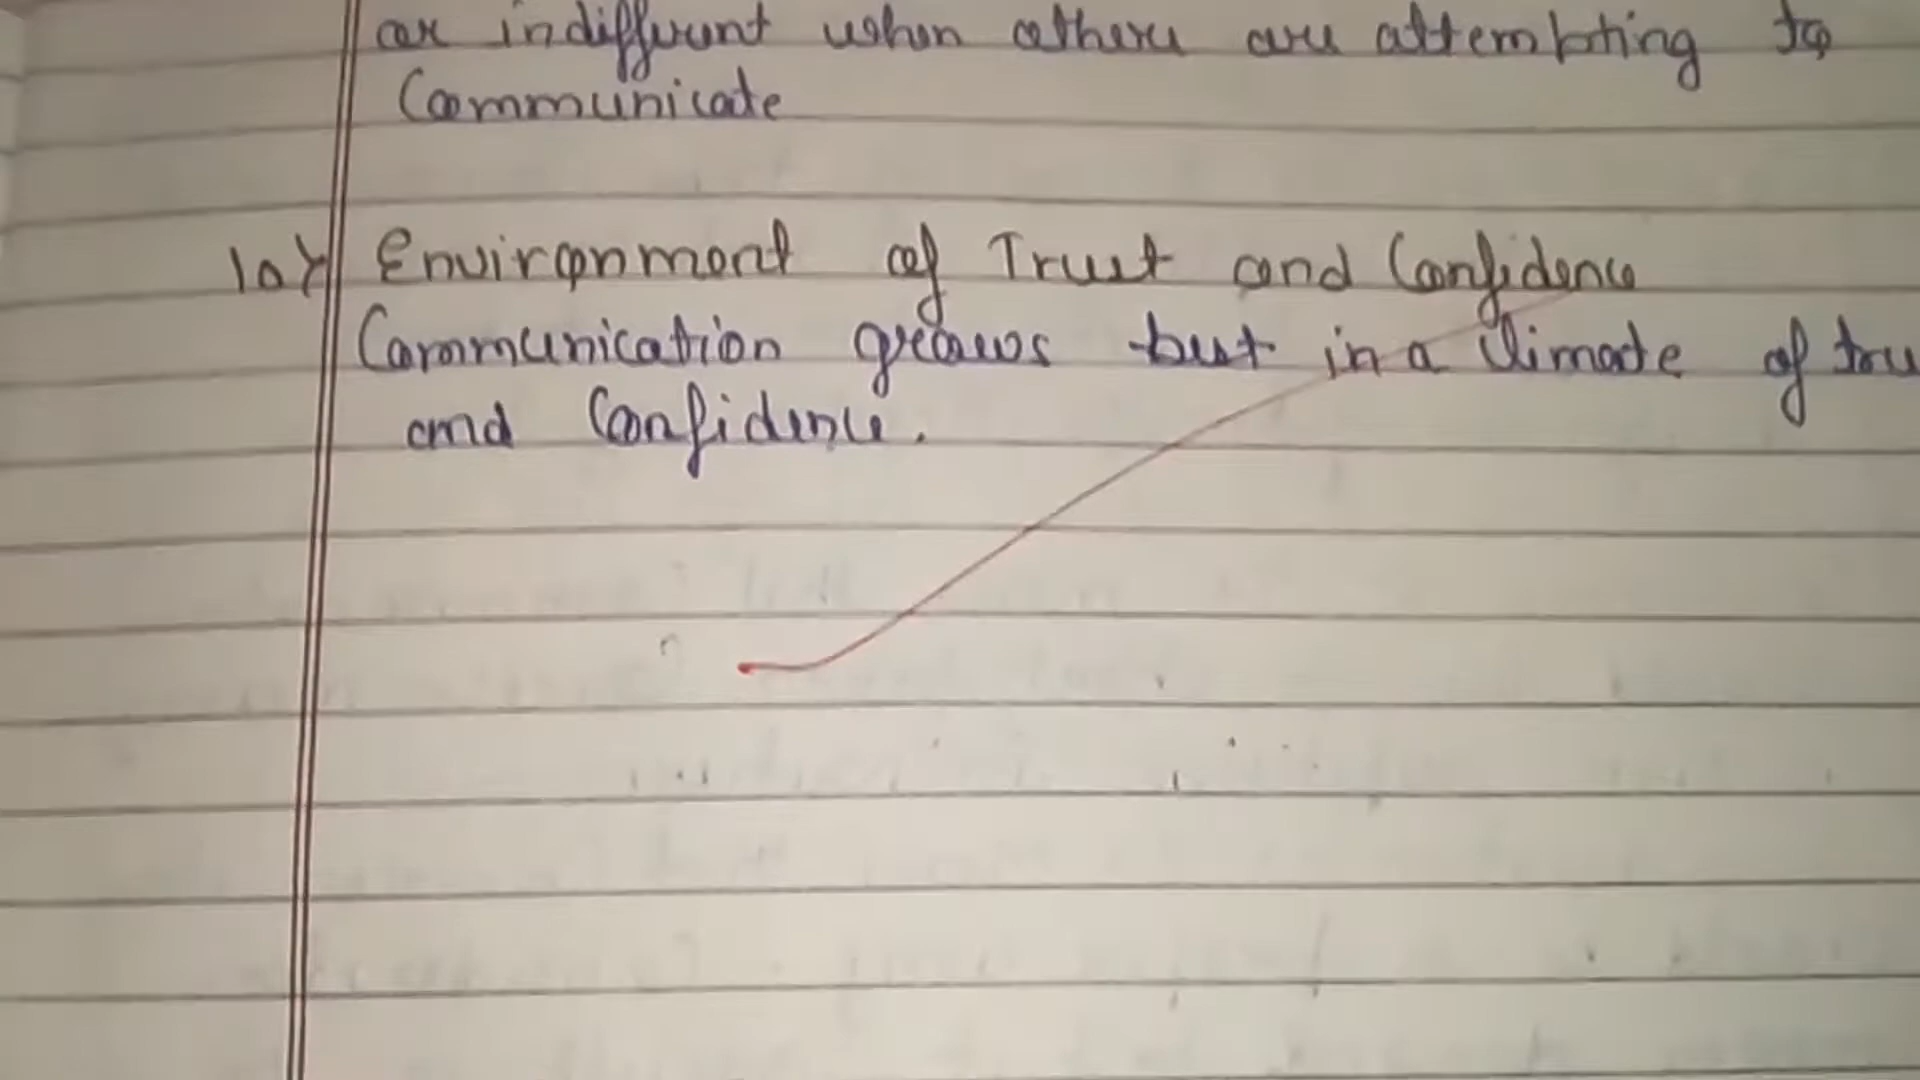 or indifferent when others are attempting to
Communicate
10) Environment of Trust and Confidence
Communication grows best in a climate of tru
and Confidence.